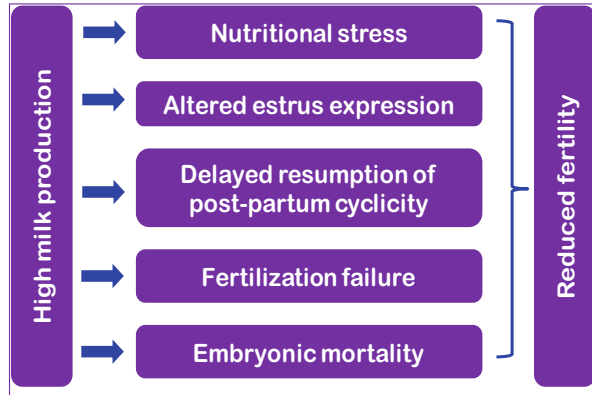 High milk production
Nutritional stress
Altered estrus expression
Delayed resumption of
post-partum cyclicity
Fertilization failure
Embryonic mortality
Reduced fertility